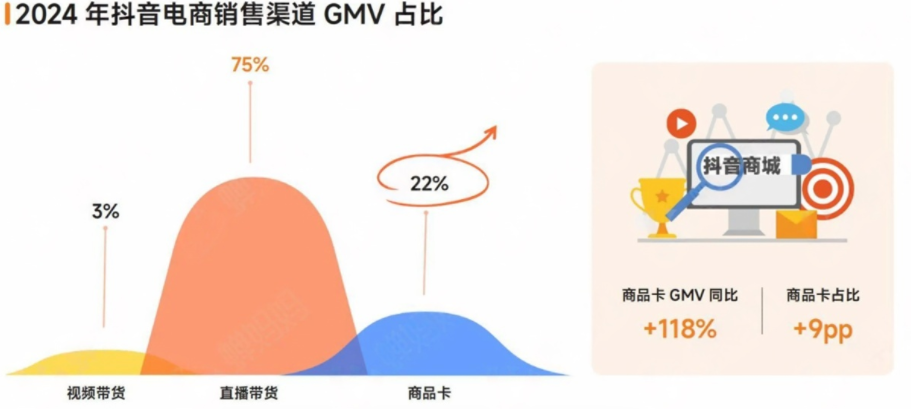 2024 年抖音电商销售渠道 GMV 占比
75%
22%
3%
视频带货
直播带货
商品卡
抖音商城
商品卡 GMV 同比
+118%
商品卡占比
+9pp